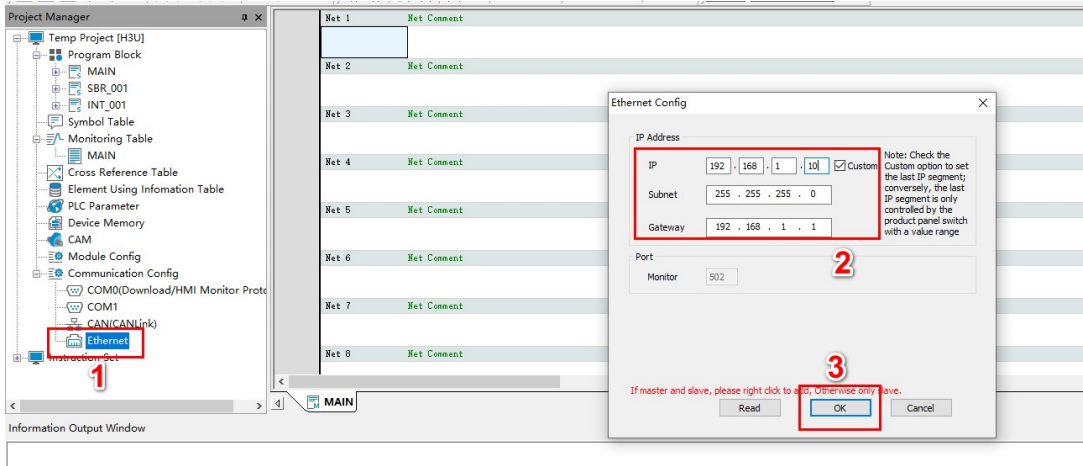 Project Manager
Temp Project [H3U]
Program Block
MAIN
SBR_001
INT_001
Symbol Table
Monitoring Table
MAIN
Cross Reference Table
Element Using Infomation Table
PLC Parameter
Device Memory
CAM
Module Config
Communication Config
COM0(Download/HMI Monitor Proto
COM1
CAN(CANLink)
Ethernet
Instruction Set
1
Net 1 Net Comment
Net 2 Net Comment
Net 3 Net Comment
Net 4 Net Comment
Net 5 Net Comment
Net 6 Net Comment
Net 7 Net Comment
Net 8 Net Comment
MAIN
Ethernet Config
IP Address
IP 192 . 168 . 1 . 10 Custom
Subnet 255 . 255 . 255 . 0
Gateway 192 . 168 . 1 . 1
Note: Check the
Custom option to set
the last IP segment;
conversely, the last
IP segment is only
controlled by the
product panel switch
with a value range
2
Port
Monitor 502
3
If master and slave, please right click to add, Otherwise only slave.
Read OK Cancel
Information Output Window